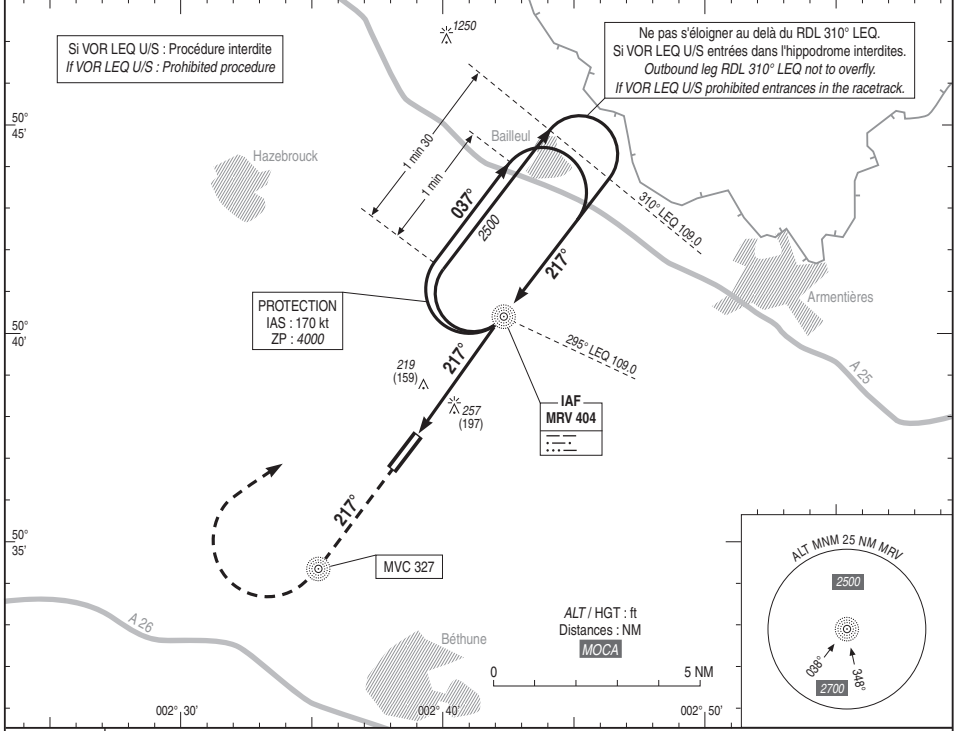 1250
Si VOR LEQ U/S : Procédure interdite
If VOR LEQ U/S : Prohibited procedure
Ne pas s'éloigner au delà du RDL 310° LEQ.
Si VOR LEQ U/S entrées dans l'hippodrome interdites.
Outbound leg RDL 310° LEQ not to overfly.
If VOR LEQ U/S prohibited entrances in the racetrack.
50°
45'
Hazebrouck
Bailleul
1 min 30
1 min
037°
2500
310° LEQ 109.0
217°
Armentières
PROTECTION
IAS : 170 kt
ZP : 4000
50°
40'
295° LEQ 109.0
A 25
217°
219
(159)
257
(197)
IAF
MRV 404
217°
50°
35'
MVC 327
ALT MNM 25 NM MRV
2500
038°
348°
2700
A 26
Béthune
ALT / HGT : ft
Distances : NM
MOCA
0
5 NM
002° 30'
002° 40'
002° 50'